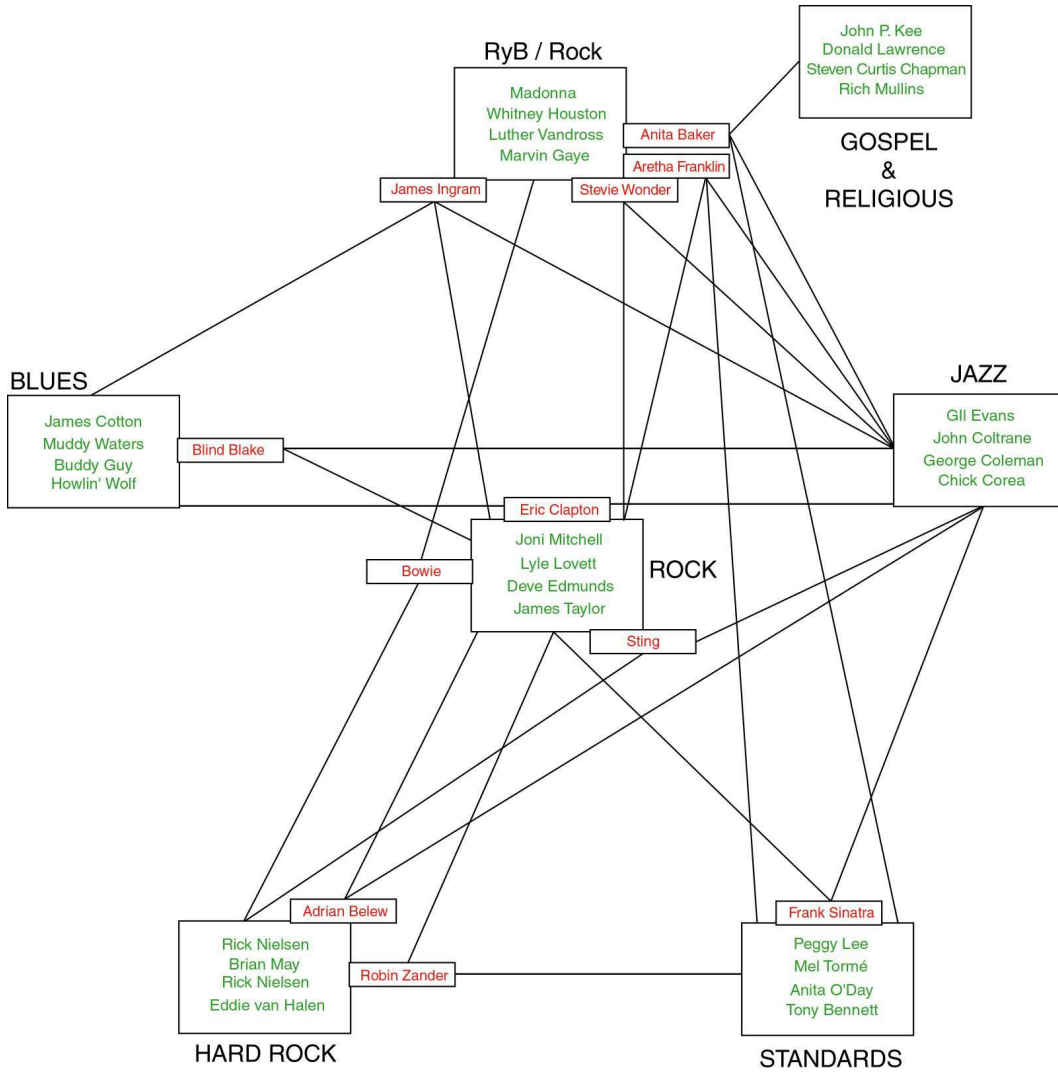 RyB / Rock
Madonna
Whitney Houston
Luther Vandross
Marvin Gaye
Anita Baker
Aretha Franklin
James Ingram
Stevie Wonder
John P. Kee
Donald Lawrence
Steven Curtis Chapman
Rich Mullins
GOSPEL
&
RELIGIOUS
BLUES
James Cotton
Muddy Waters
Buddy Guy
Howlin' Wolf
Blind Blake
JAZZ
GIl Evans
John Coltrane
George Coleman
Chick Corea
Eric Clapton
Joni Mitchell
Lyle Lovett
Deve Edmunds
James Taylor
ROCK
Bowie
Sting
Adrian Belew
Rick Nielsen
Brian May
Rick Nielsen
Eddie van Halen
Robin Zander
HARD ROCK
Frank Sinatra
Peggy Lee
Mel Tormé
Anita O'Day
Tony Bennett
STANDARDS